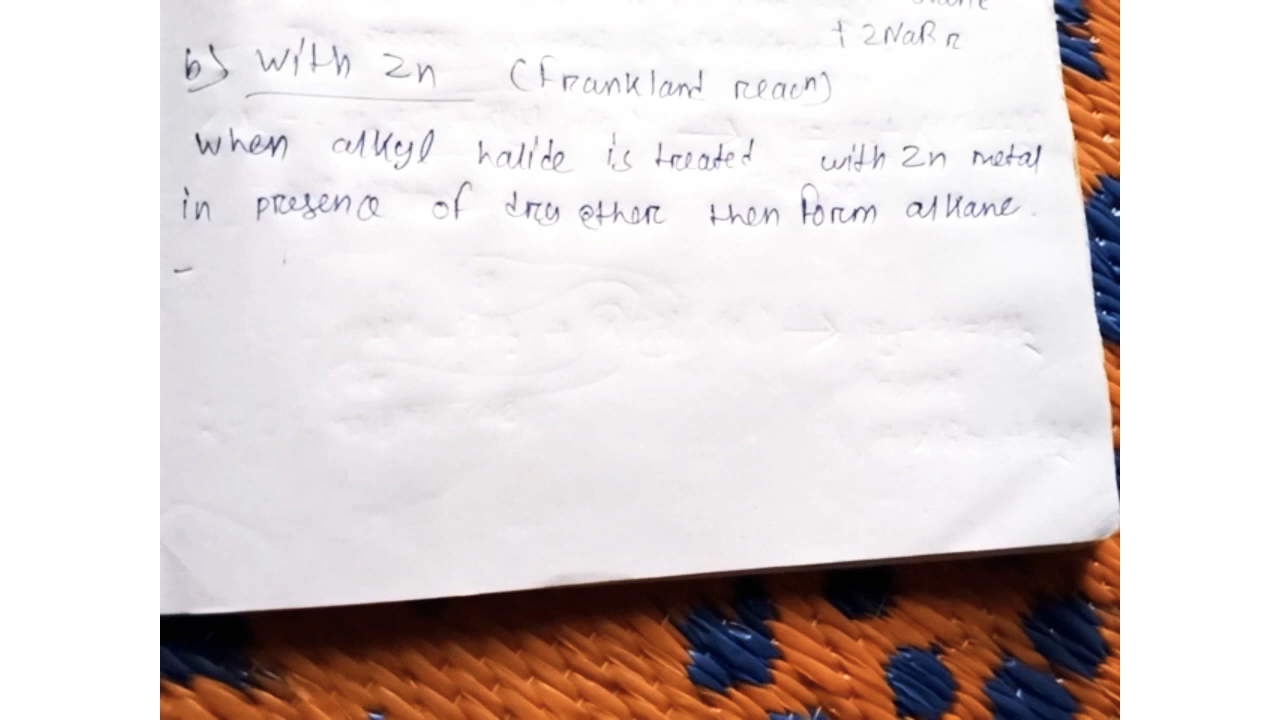 + 2NaBr
b) With Zn (Frankland reacn)
When alkyl halide is treated with Zn metal
in presence of dry ether then form alkane.
-